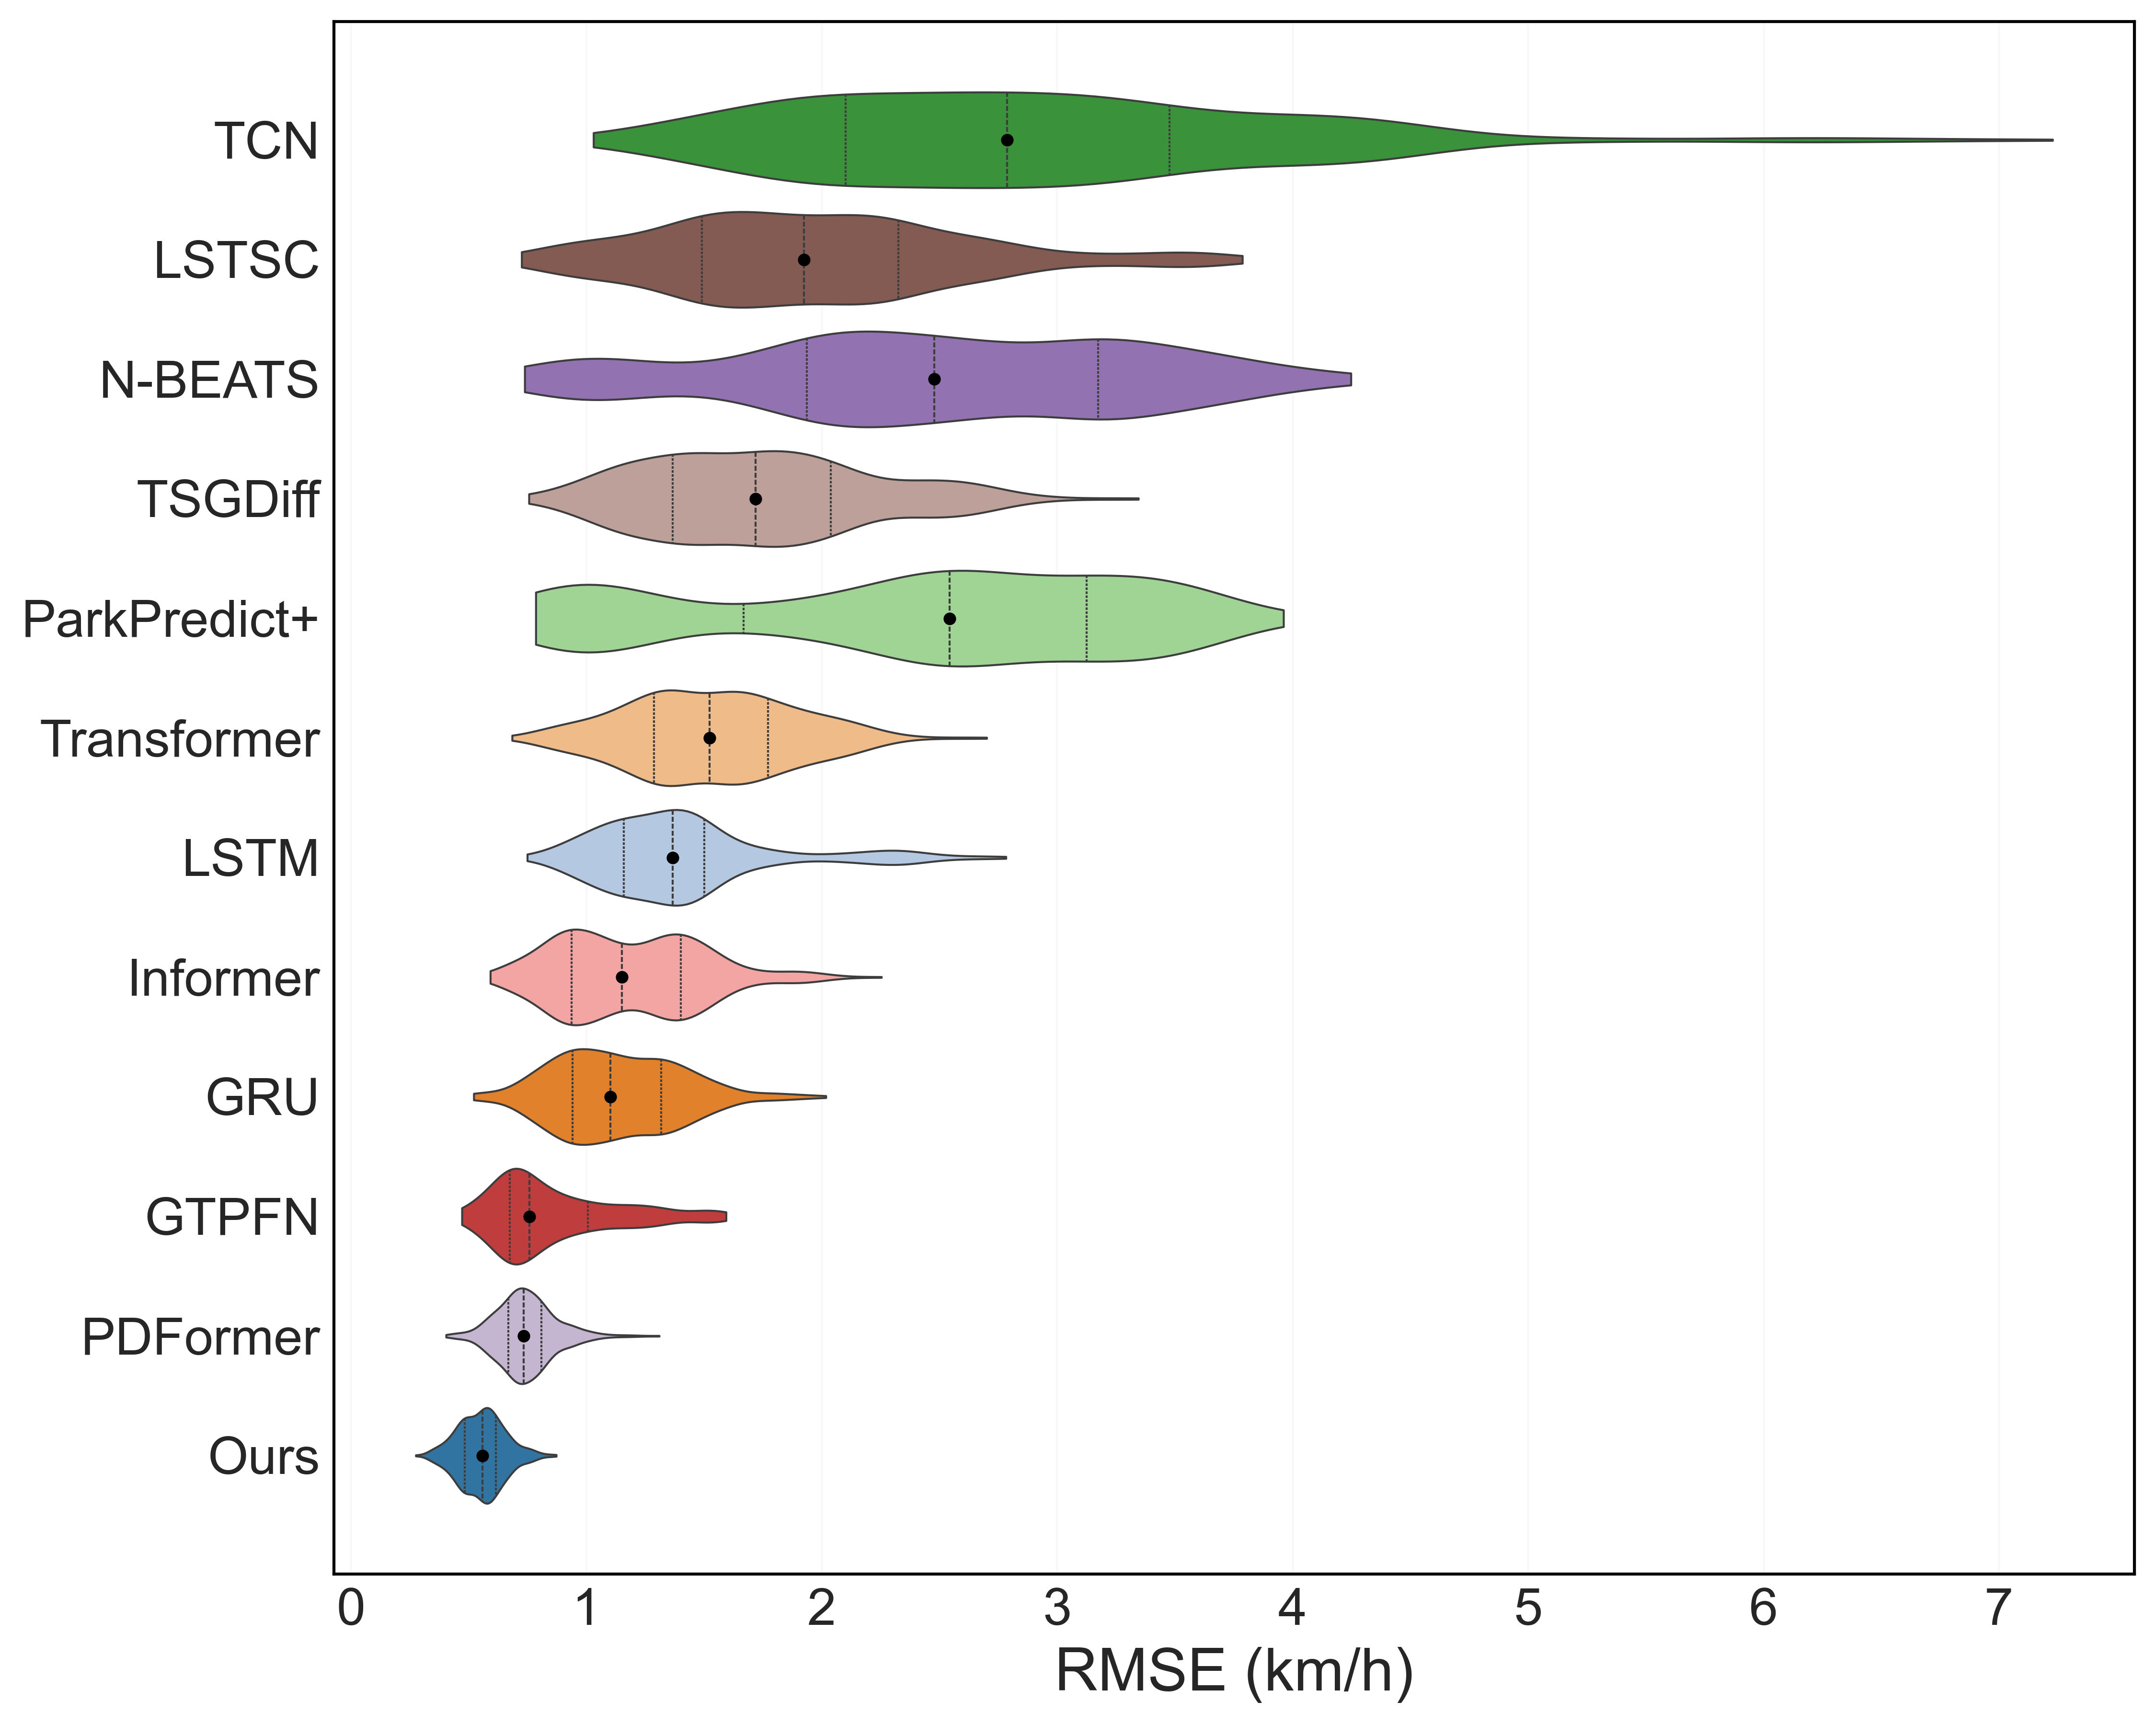 TCN
LSTSC
N-BEATS
TSGDiff
ParkPredict+
Transformer
LSTM
Informer
GRU
GTPFN
PDFormer
Ours
0 1 2 3 4 5 6 7
RMSE (km/h)